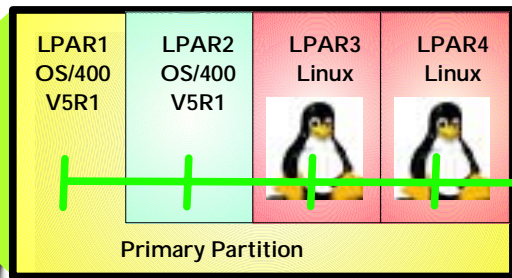 LPAR1
OS/400
V5R1
LPAR2
OS/400
V5R1
LPAR3
Linux
LPAR4
Linux
Primary Partition